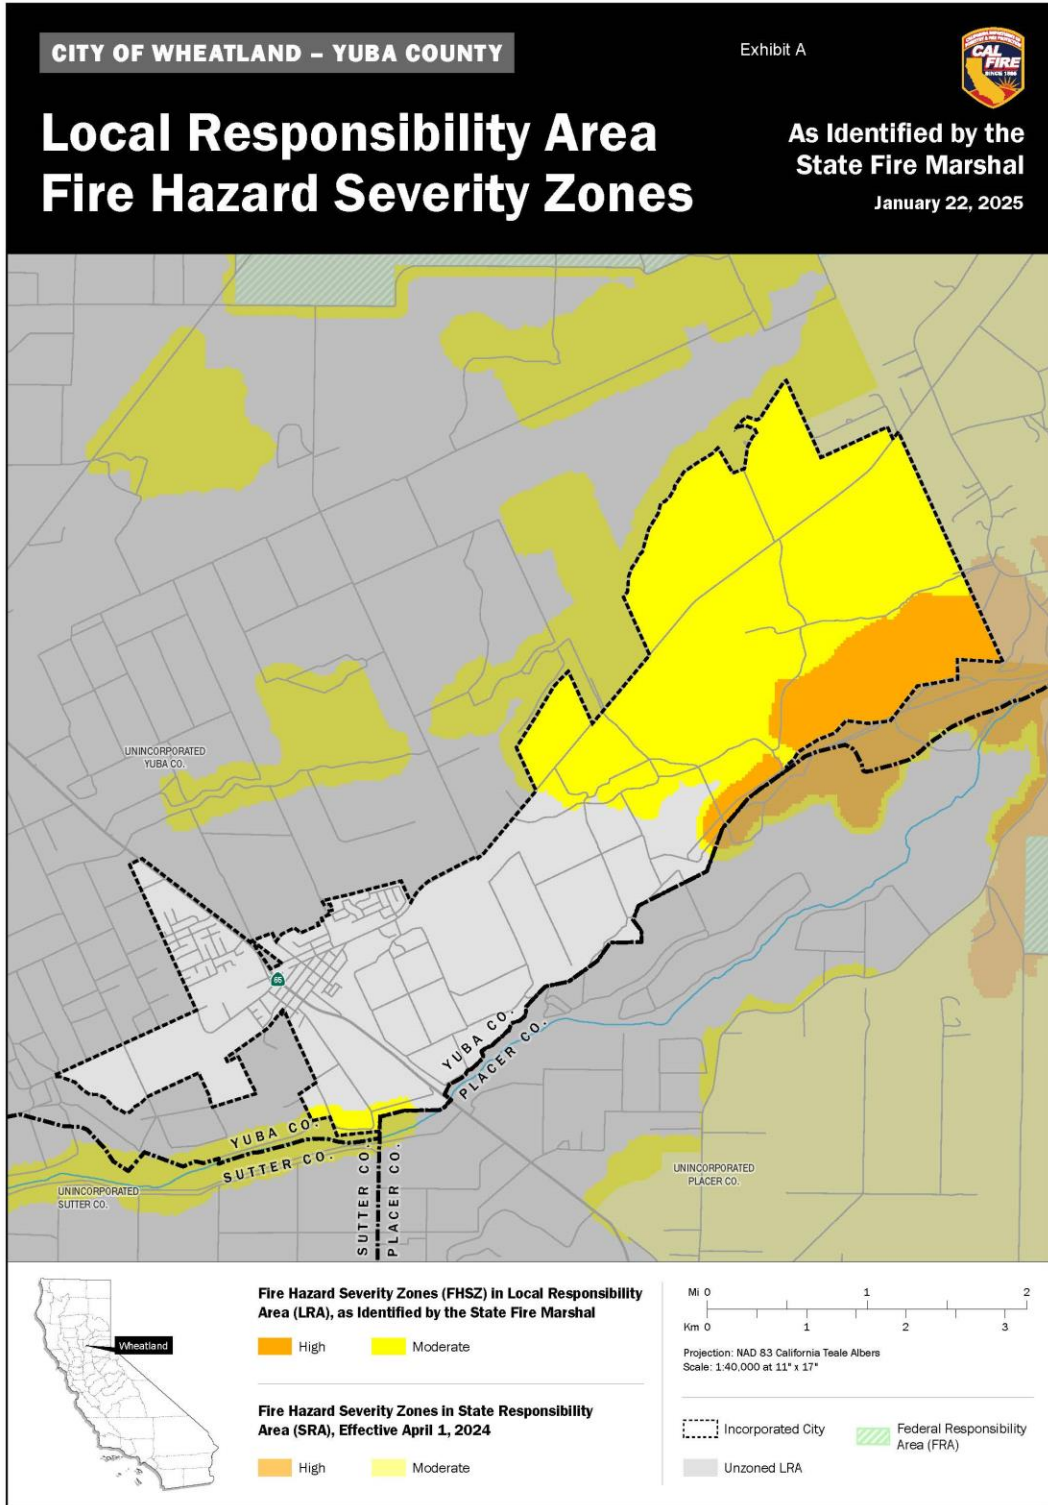 CITY OF WHEATLAND – YUBA COUNTY
Exhibit A
CAL
FIRE
SINCE 1885
Local Responsibility Area
Fire Hazard Severity Zones
As Identified by the
State Fire Marshal
January 22, 2025
UNINCORPORATED
YUBA CO.
65
YUBA CO.
PLACER CO.
YUBA CO.
SUTTER CO.
UNINCORPORATED
SUTTER CO.
SUTTER CO.
PLACER CO.
UNINCORPORATED
PLACER CO.
Wheatland
Fire Hazard Severity Zones (FHSZ) in Local Responsibility
Area (LRA), as Identified by the State Fire Marshal
High
Moderate
Fire Hazard Severity Zones in State Responsibility
Area (SRA), Effective April 1, 2024
High
Moderate
Mi 0 1 2
Km 0 1 2 3
Projection: NAD 83 California Teale Albers
Scale: 1:40,000 at 11" x 17"
Incorporated City
Federal Responsibility
Area (FRA)
Unzoned LRA